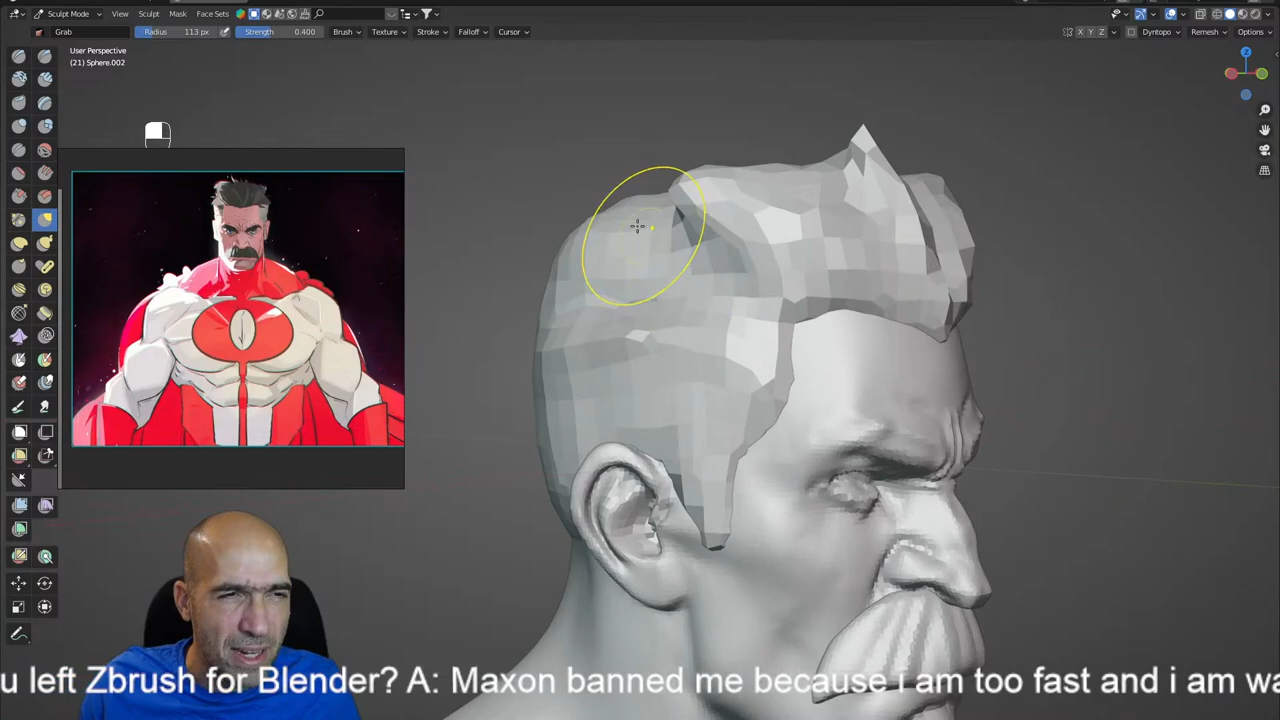 Sculpt Mode View Sculpt Mask Face Sets
Grab Radius 113 px Strength 0.400 Brush Texture Stroke Falloff Cursor X Y Z Dyntopo Remesh Options
User Perspective
(21) Sphere.002
Z
u left Zbrush for Blender? A: Maxon banned me because i am too fast and i am wa